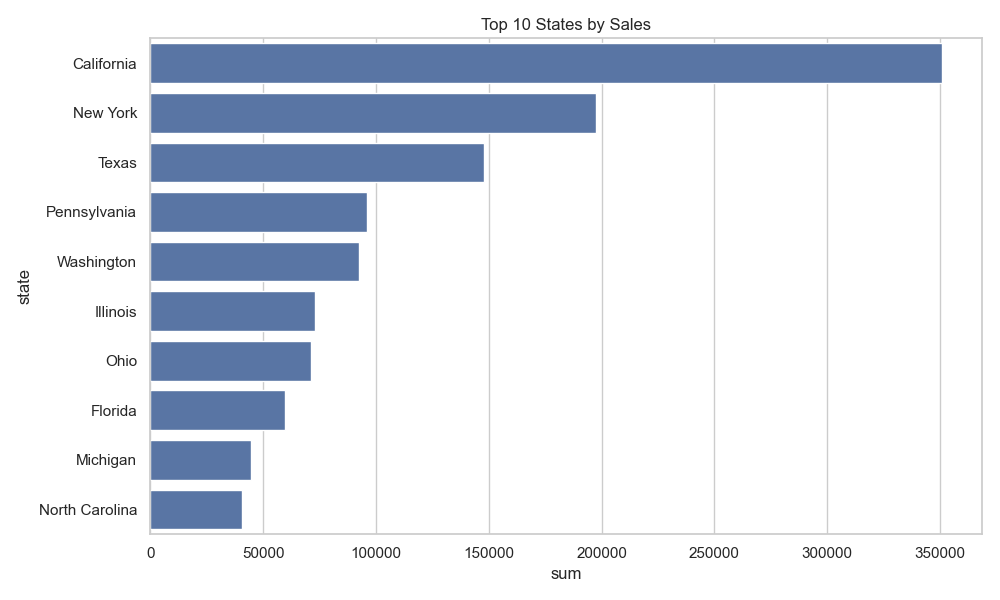 Top 10 States by Sales
California
New York
Texas
Pennsylvania
Washington
Illinois
Ohio
Florida
Michigan
North Carolina
state
0 50000 100000 150000 200000 250000 300000 350000
sum